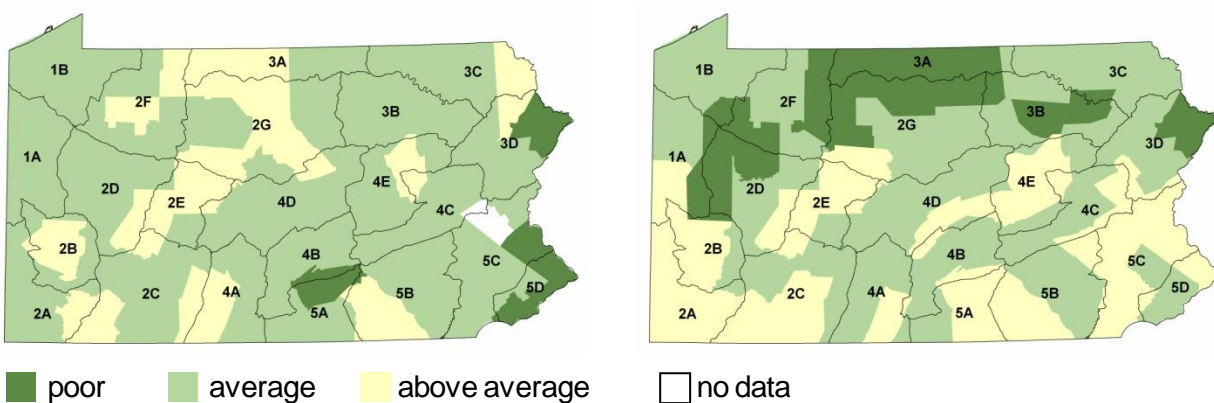 1B
2F
3A
3C
3B
2G
3D
1A
2D
4E
2E
4D
4C
2B
4B
5C
2C
4A
5D
2A
5A
5B
1B
3A
3C
2F
3B
2G
3D
1A
4E
2D
2E
4D
4C
2B
4B
5C
2C
4A
5B
5D
2A
5A
poor average above average no data